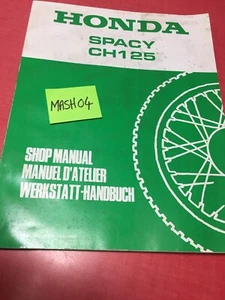 HONDA
SPACY
CH125
MASH04
SHOP MANUAL
MANUEL D'ATELIER
WERKSTATT-HANDBUCH